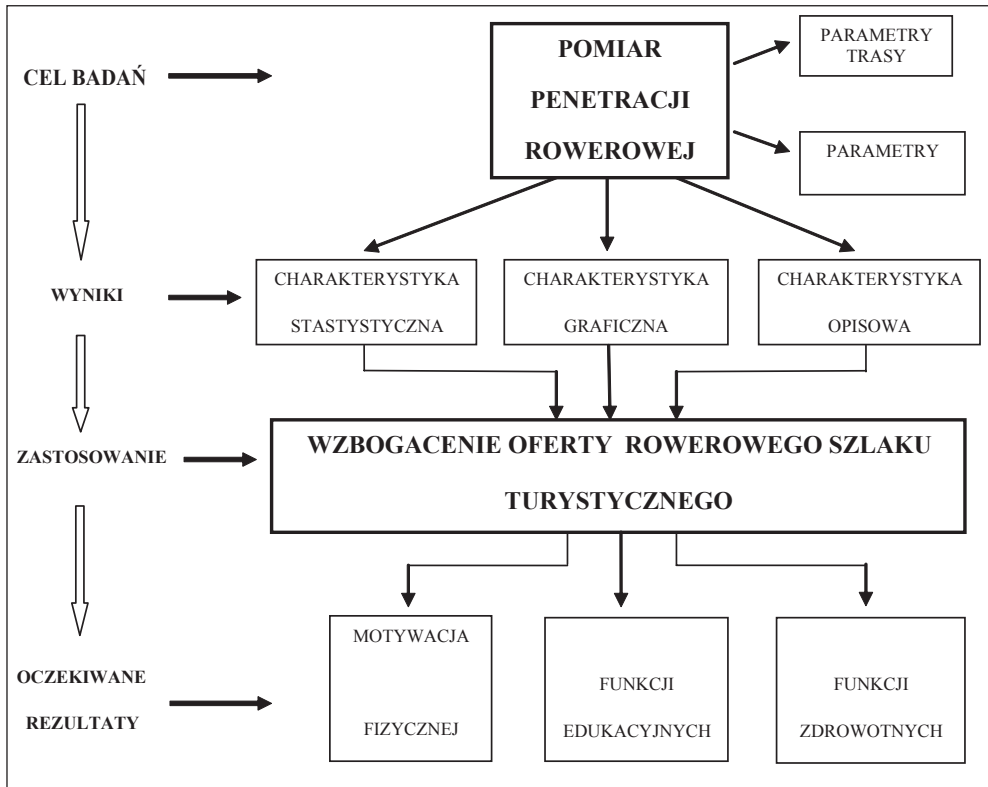 CEL BADAŃ
POMIAR
PENETRACJI
ROWEROWEJ
PARAMETRY
TRASY
PARAMETRY
WYNIKI
CHARAKTERYSTYKA
STASTYSTYCZNA
CHARAKTERYSTYKA
GRAFICZNA
CHARAKTERYSTYKA
OPISOWA
ZASTOSOWANIE
WZBOGACENIE OFERTY ROWEROWEGO SZLAKU
TURYSTYCZNEGO
OCZEKIWANE
REZULTATY
MOTYWACJA
FIZYCZNEJ
FUNKCJI
EDUKACYJNYCH
FUNKCJI
ZDROWOTNYCH